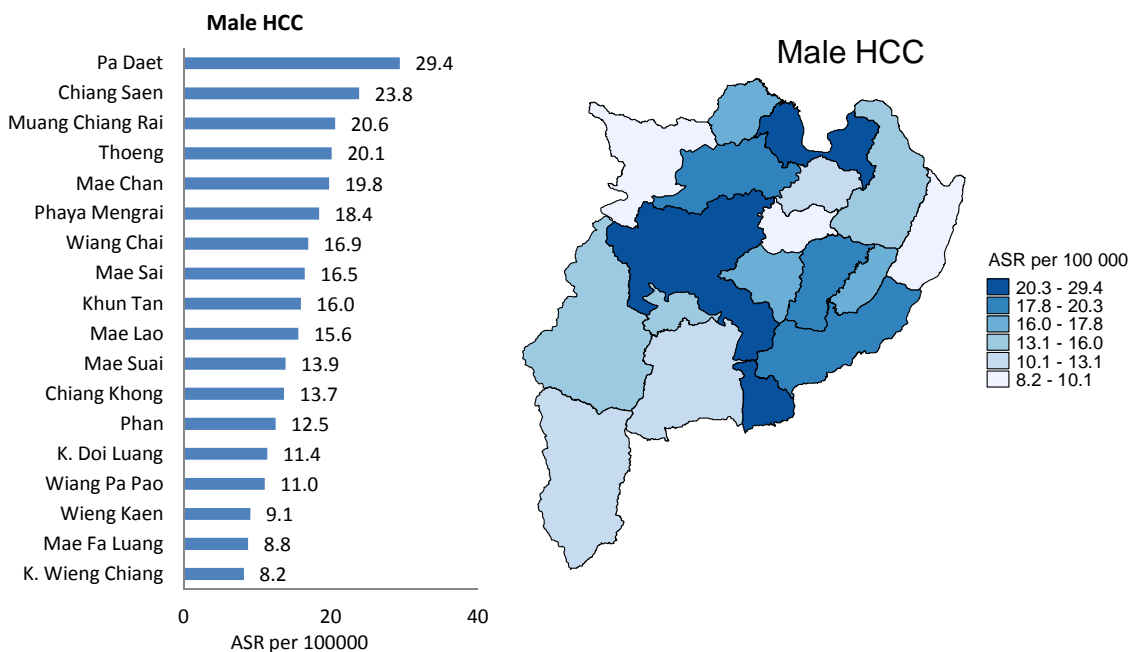 Male HCC
Pa Daet 29.4
Chiang Saen 23.8
Muang Chiang Rai 20.6
Thoeng 20.1
Mae Chan 19.8
Phaya Mengrai 18.4
Wiang Chai 16.9
Mae Sai 16.5
Khun Tan 16.0
Mae Lao 15.6
Mae Suai 13.9
Chiang Khong 13.7
Phan 12.5
K. Doi Luang 11.4
Wiang Pa Pao 11.0
Wieng Kaen 9.1
Mae Fa Luang 8.8
K. Wieng Chiang 8.2
0 20 40
ASR per 100000
Male HCC
ASR per 100 000
20.3 - 29.4
17.8 - 20.3
16.0 - 17.8
13.1 - 16.0
10.1 - 13.1
8.2 - 10.1